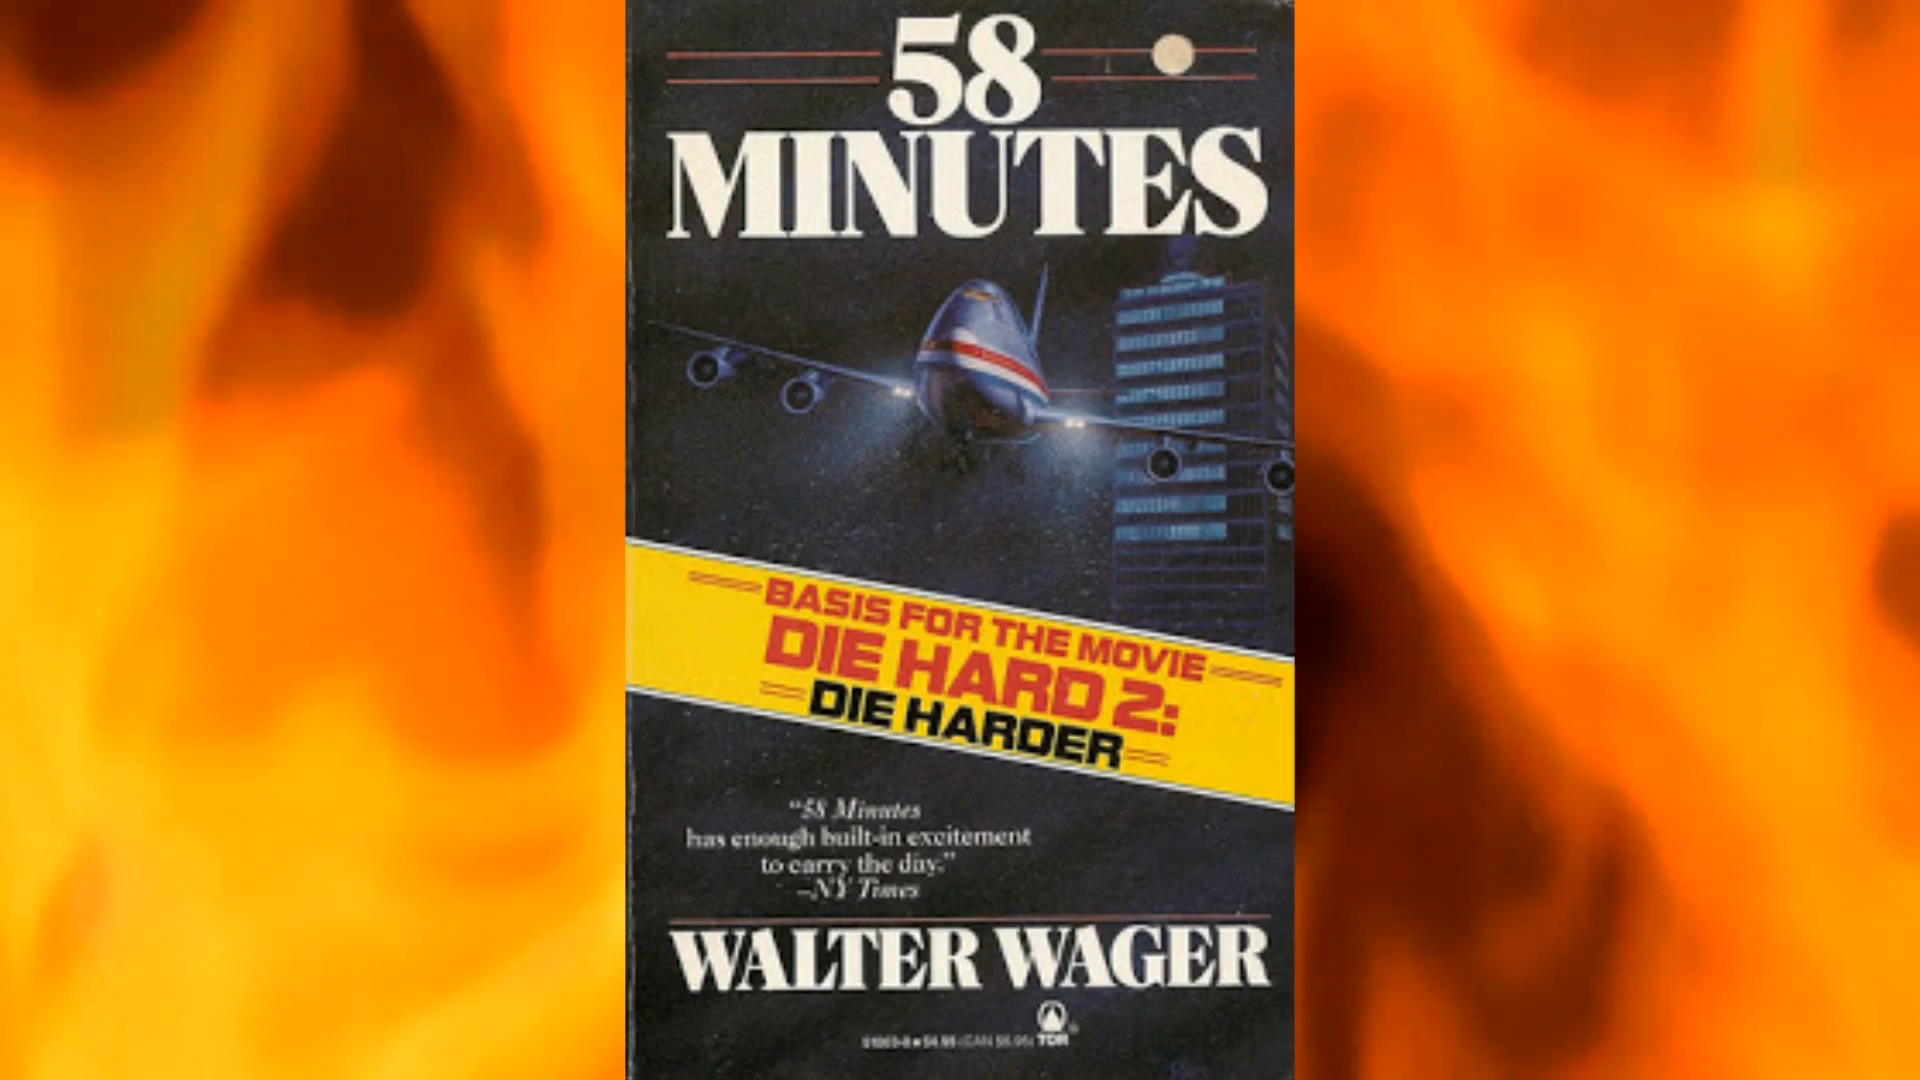 58
MINUTES
BASIS FOR THE MOVIE
DIE HARD 2:
DIE HARDER
“58 Minutes
has enough built-in excitement
to carry the day.”
–NY Times
WALTER WAGER
TOR